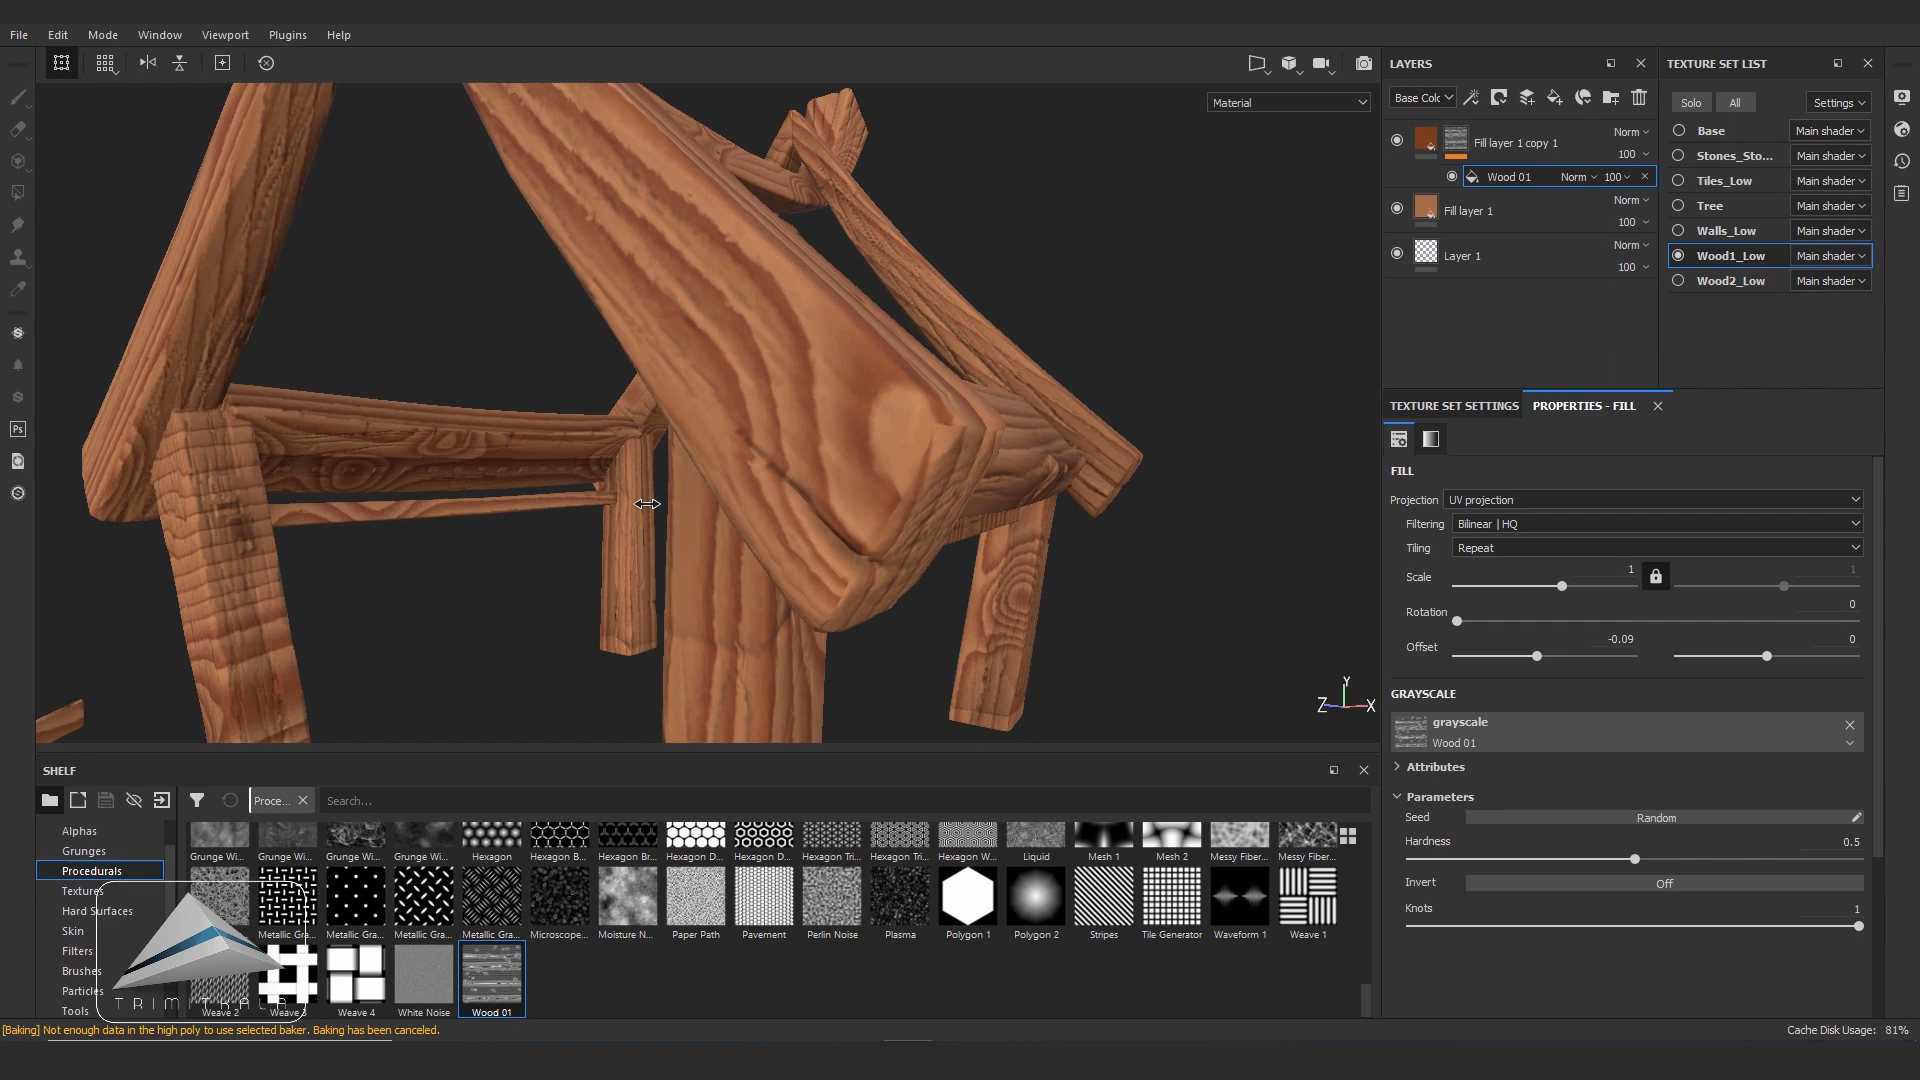 File Edit Mode Window Viewport Plugins Help
Material
LAYERS
Base Colo
Fill layer 1 copy 1
Norm
100
Wood 01 Norm 100
Fill layer 1
Norm
100
Layer 1
Norm
100
TEXTURE SET LIST
Solo All Settings
Base Main shader
Stones_Sto... Main shader
Tiles_Low Main shader
Tree Main shader
Walls_Low Main shader
Wood1_Low Main shader
Wood2_Low Main shader
TEXTURE SET SETTINGS PROPERTIES - FILL
FILL
Projection UV projection
Filtering Bilinear | HQ
Tiling Repeat
Scale 1 1
Rotation 0
Offset -0.09 0
GRAYSCALE
grayscale
Wood 01
Attributes
Parameters
Seed Random
Hardness 0.5
Invert Off
Knots 1
Y
Z X
Ps
SHELF
Proce... Search...
Alphas
Grunges
Procedurals
Textures
Hard Surfaces
Skin
Filters
Brushes
Particles
Tools
Grunge Wi... Grunge Wi... Grunge Wi... Grunge Wi... Hexagon Hexagon B... Hexagon Br... Hexagon D... Hexagon D... Hexagon Tri... Hexagon Tri... Hexagon W... Liquid Mesh 1 Mesh 2 Messy Fiber... Messy Fiber...
Metallic Gra... Metallic Gra... Metallic Gra... Metallic Gra... Microscope... Moisture N... Paper Path Pavement Perlin Noise Plasma Polygon 1 Polygon 2 Stripes Tile Generator Waveform 1 Weave 1
Weave 2 Weave 3 Weave 4 White Noise Wood 01
[Baking] Not enough data in the high poly to use selected baker. Baking has been canceled.
Cache Disk Usage: 81%